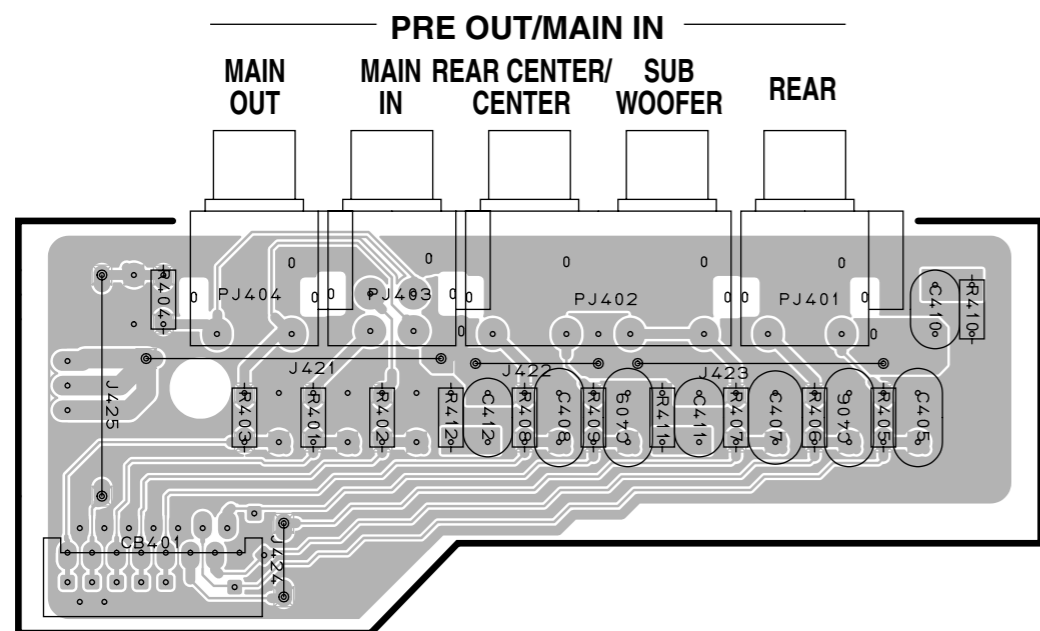 PRE OUT/MAIN IN
MAIN OUT
MAIN IN
REAR CENTER/ CENTER
SUB WOOFER
REAR
R404
PJ404
PJ403
PJ402
PJ401
C410
R410
J421
J422
J423
J425
R403
R401
R402
R412
C412
R408
C408
R409
C409
R411
C411
R407
C407
R406
C406
R405
C405
CB401
J424